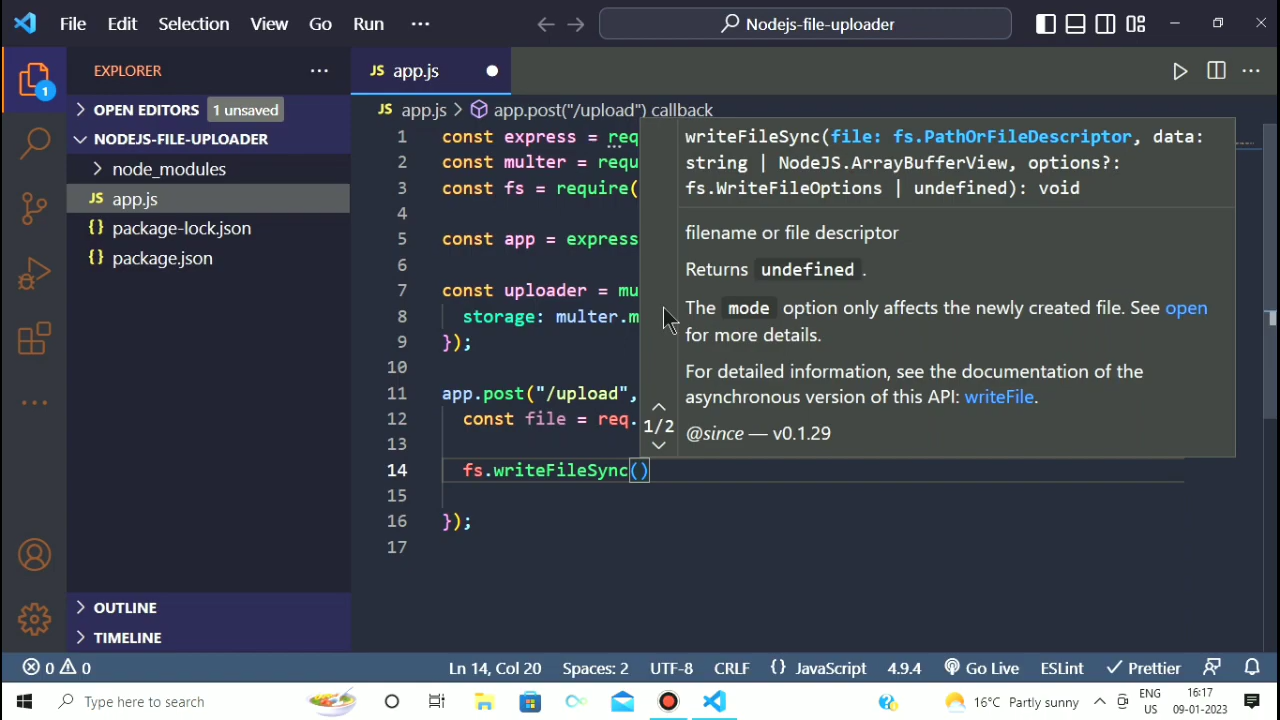 File Edit Selection View Go Run ···
Nodejs-file-uploader
1
EXPLORER ···
JS app.js
OPEN EDITORS 1 unsaved
NODEJS-FILE-UPLOADER
node_modules
JS app.js
{} package-lock.json
{} package.json
OUTLINE
TIMELINE
JS app.js > app.post("/upload") callback
1 const express = req
2 const multer = requ
3 const fs = require(
4
5 const app = express
6
7 const uploader = mu
8 storage: multer.m
9 });
10
11 app.post("/upload",
12 const file = req.
13
14 fs.writeFileSync()
15
16 });
17
1/2
writeFileSync(file: fs.PathOrFileDescriptor, data:
string | NodeJS.ArrayBufferView, options?:
fs.WriteFileOptions | undefined): void
filename or file descriptor
Returns undefined .
The mode option only affects the newly created file. See open
for more details.
For detailed information, see the documentation of the
asynchronous version of this API: writeFile.
@since — v0.1.29
0 0 Ln 14, Col 20 Spaces: 2 UTF-8 CRLF {} JavaScript 4.9.4 Go Live ESLint Prettier
Type here to search
16°C Partly sunny
ENG
US
16:17
09-01-2023